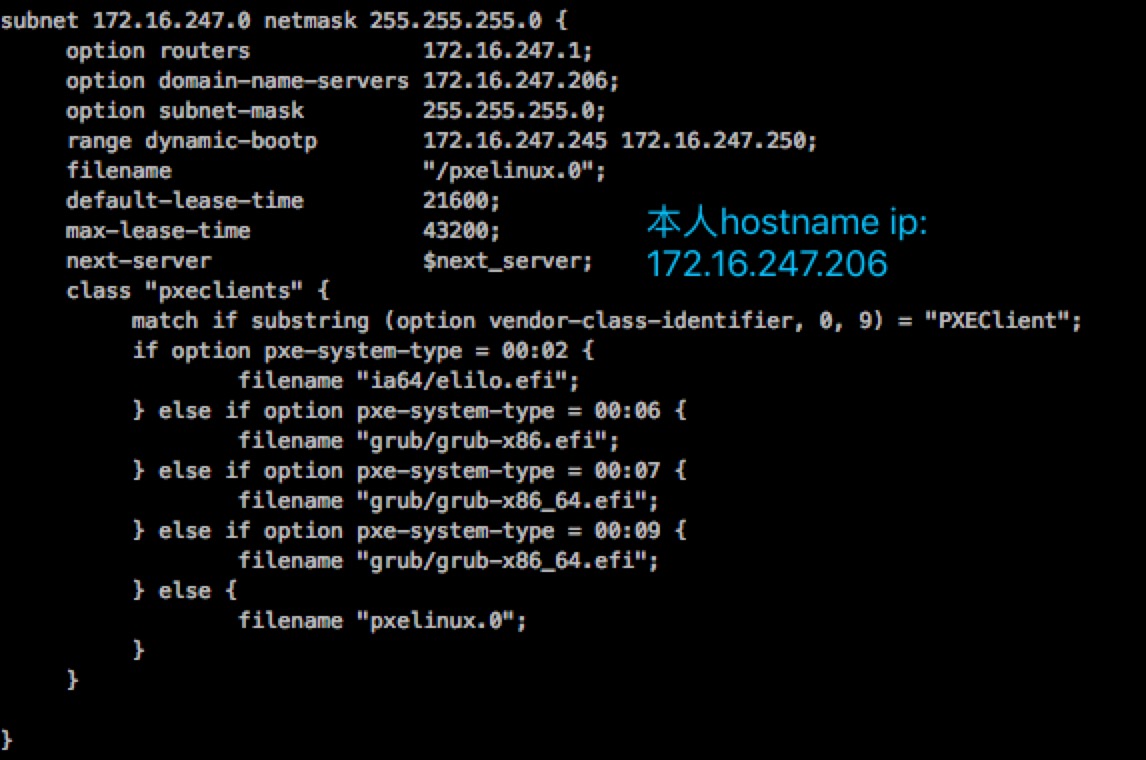 subnet 172.16.247.0 netmask 255.255.255.0 {
option routers 172.16.247.1;
option domain-name-servers 172.16.247.206;
option subnet-mask 255.255.255.0;
range dynamic-bootp 172.16.247.245 172.16.247.250;
filename "/pxelinux.0";
default-lease-time 21600;
max-lease-time 43200;
next-server $next_server;
本人hostname ip:
172.16.247.206
class "pxeclients" {
match if substring (option vendor-class-identifier, 0, 9) = "PXEClient";
if option pxe-system-type = 00:02 {
filename "ia64/elilo.efi";
} else if option pxe-system-type = 00:06 {
filename "grub/grub-x86.efi";
} else if option pxe-system-type = 00:07 {
filename "grub/grub-x86_64.efi";
} else if option pxe-system-type = 00:09 {
filename "grub/grub-x86_64.efi";
} else {
filename "pxelinux.0";
}
}
}